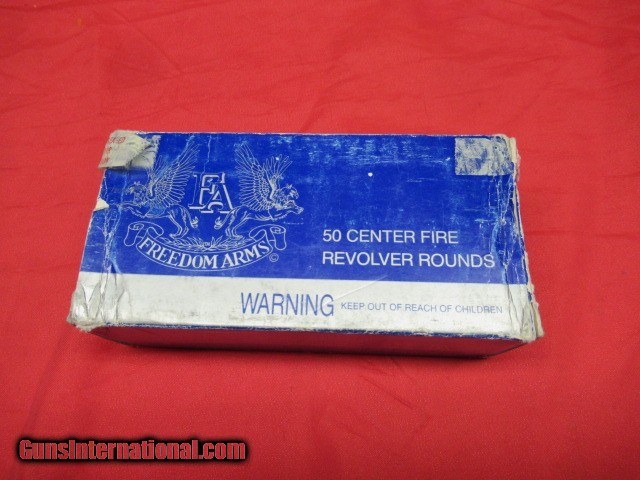 FA
FREEDOM ARMS ©
50 CENTER FIRE
REVOLVER ROUNDS
WARNING KEEP OUT OF REACH OF CHILDREN
GunsInternational.com